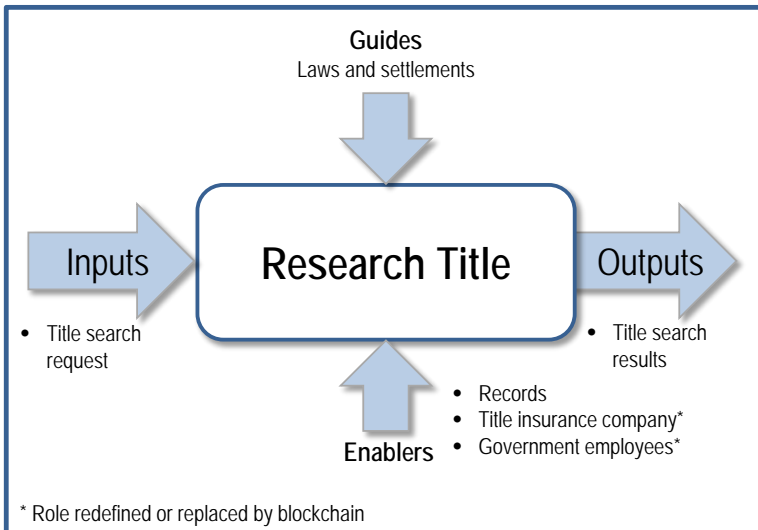 Guides
Laws and settlements
Inputs
Research Title
Outputs
• Title search
request
• Title search
results
Enablers
• Records
• Title insurance company*
• Government employees*
* Role redefined or replaced by blockchain